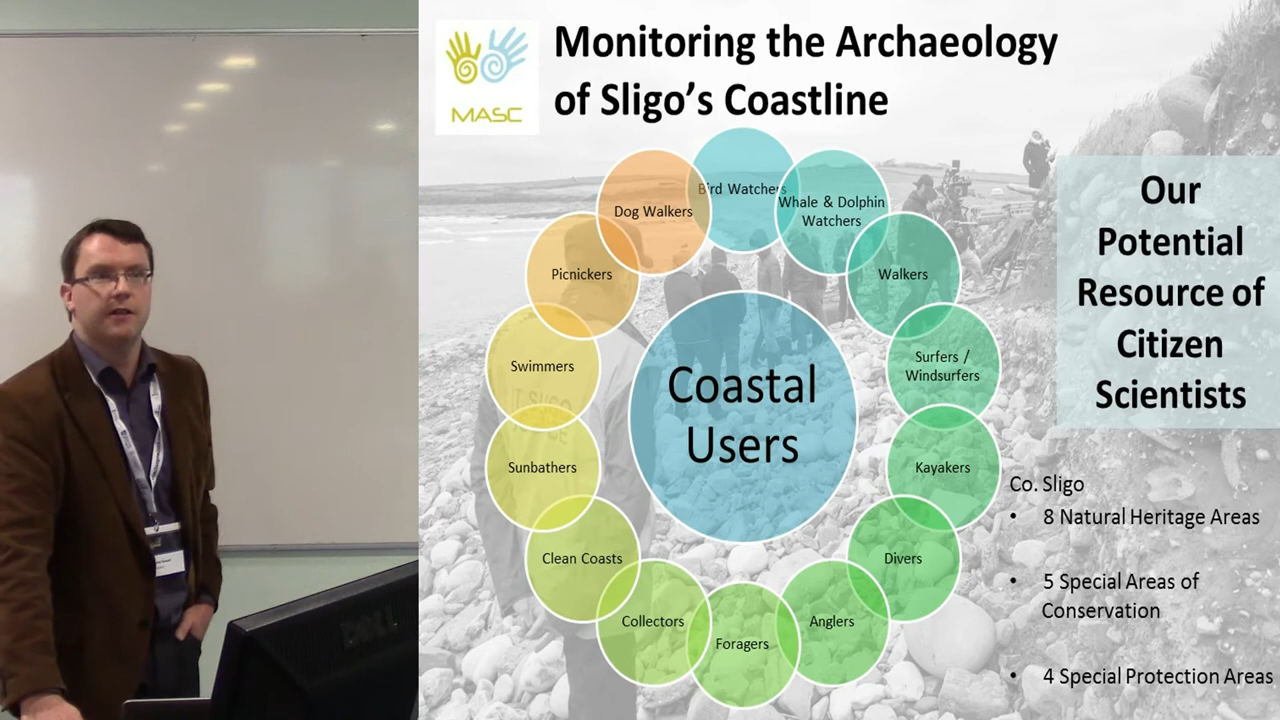 MASC
Monitoring the Archaeology
of Sligo's Coastline
Bird Watchers
Whale & Dolphin
Watchers
Walkers
Surfers /
Windsurfers
Kayakers
Divers
Anglers
Foragers
Collectors
Clean Coasts
Sunbathers
Swimmers
Picnickers
Dog Walkers
Coastal
Users
Our
Potential
Resource of
Citizen
Scientists
Co. Sligo
• 8 Natural Heritage Areas
• 5 Special Areas of
Conservation
• 4 Special Protection Areas
IT SLIGO
DELL